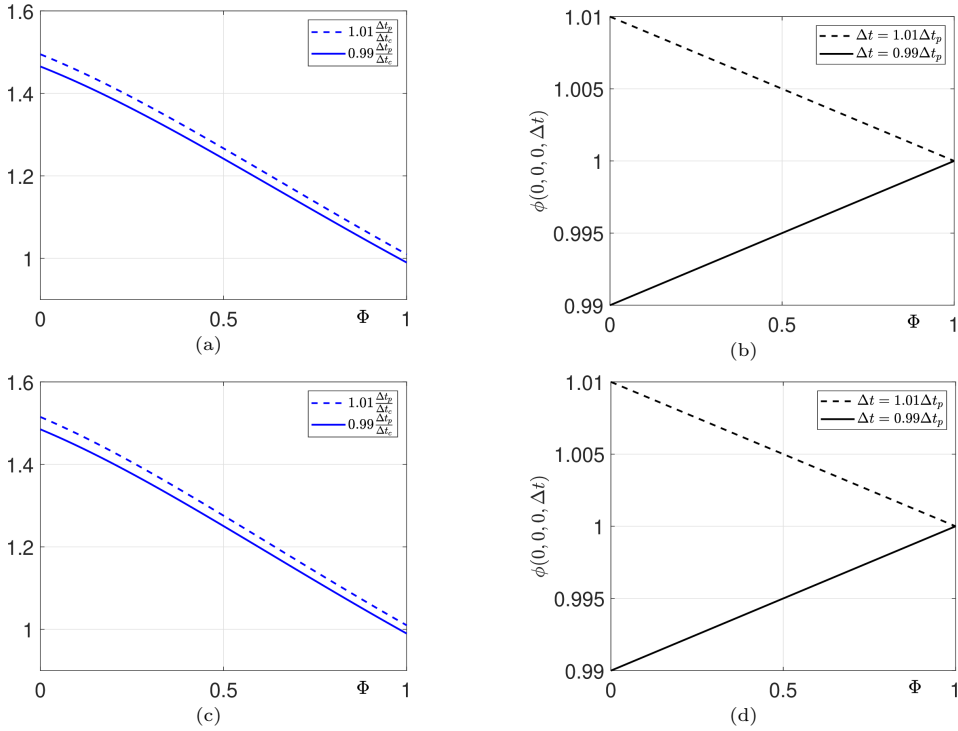 1.6
1.4
1.2
1
0
0.5
Φ
1
1.01 Δt_p/Δt_c
0.99 Δt_p/Δt_c
(a)
1.01
1.005
1
0.995
0.99
ϕ(0, 0, 0, Δt)
0
0.5
Φ
1
Δt = 1.01Δt_p
Δt = 0.99Δt_p
(b)
1.6
1.4
1.2
1
0
0.5
Φ
1
1.01 Δt_p/Δt_c
0.99 Δt_p/Δt_c
(c)
1.01
1.005
1
0.995
0.99
ϕ(0, 0, 0, Δt)
0
0.5
Φ
1
Δt = 1.01Δt_p
Δt = 0.99Δt_p
(d)